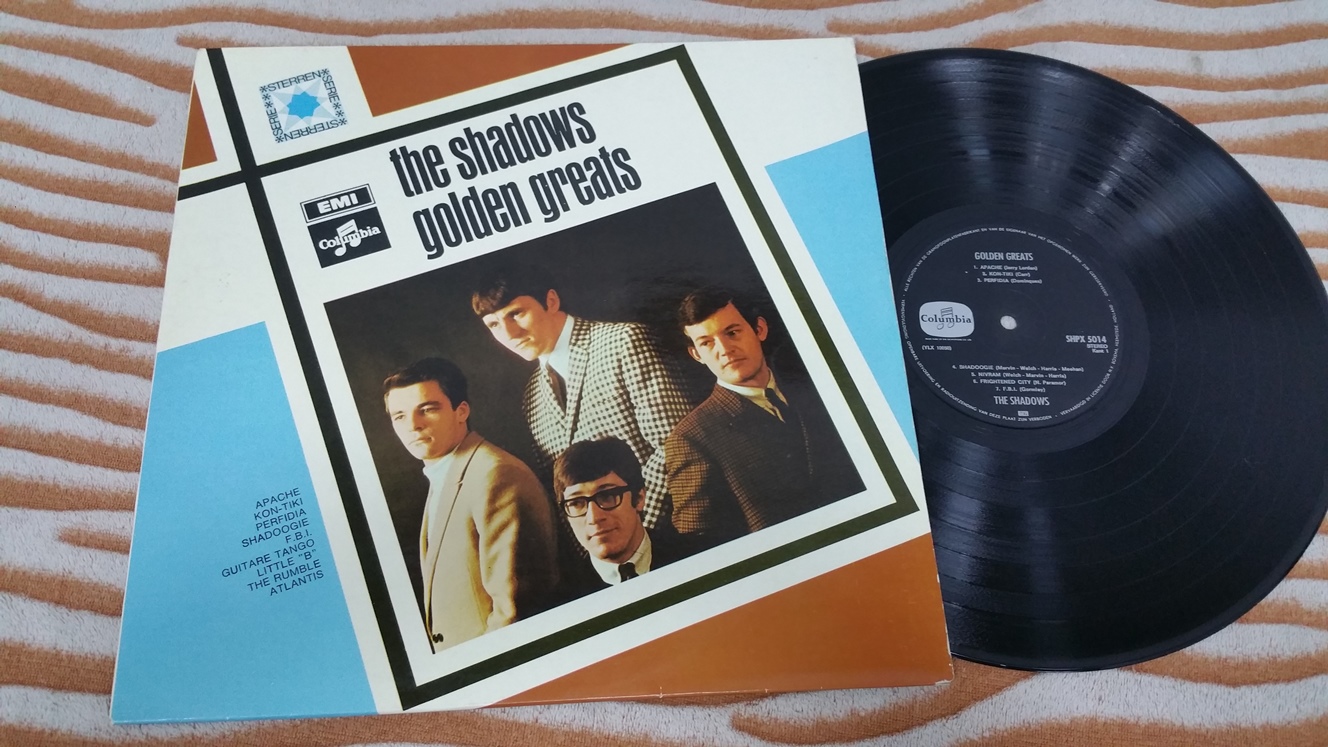 *STERREN*
SERIE*
*STERREN*
SERIE*
the shadows
golden greats
EMI
Columbia
APACHE
KON-TIKI
PERFIDIA
SHADOOGIE
F.B.I.
GUITARE TANGO
LITTLE "B"
THE RUMBLE
ATLANTIS
GOLDEN GREATS
1. APACHE (Jerry Lordan)
2. KON-TIKI (Carr)
3. PERFIDIA (Dominguez)
Columbia
SHPX 5014
STEREO
Kant 1
4. SHADOOGIE (Marvin - Welch - Harris - Meehan)
5. NIVRAM (Welch - Marvin - Harris)
6. FRIGHTENED CITY (N. Paramor)
7. F.B.I. (Gormley)
THE SHADOWS